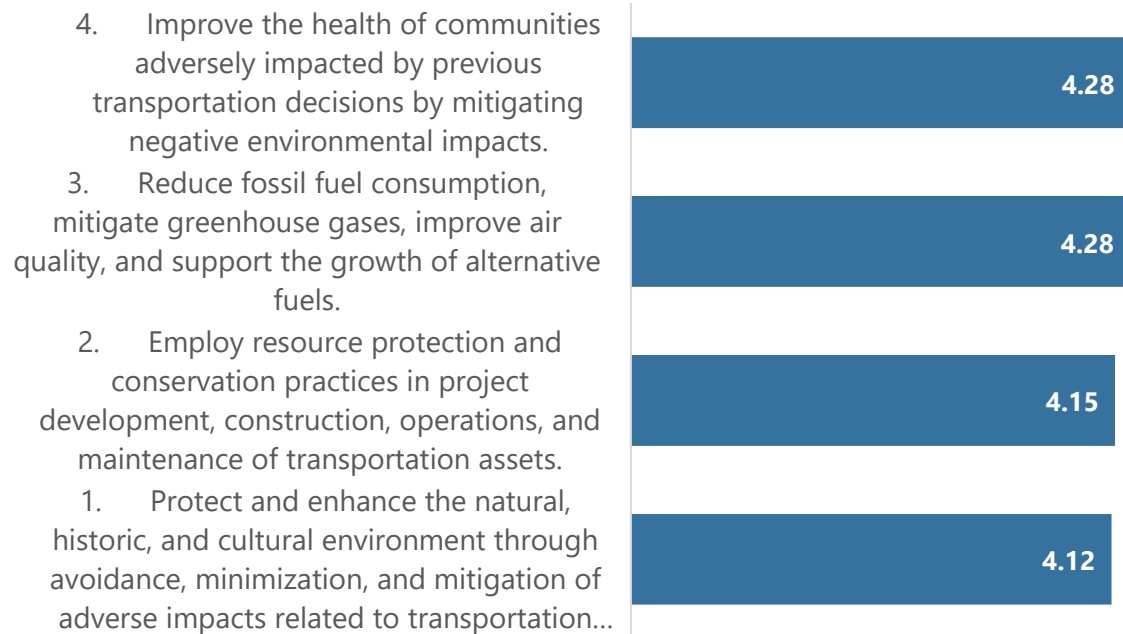 4. Improve the health of communities
adversely impacted by previous
transportation decisions by mitigating
negative environmental impacts.
4.28
3. Reduce fossil fuel consumption,
mitigate greenhouse gases, improve air
quality, and support the growth of alternative
fuels.
4.28
2. Employ resource protection and
conservation practices in project
development, construction, operations, and
maintenance of transportation assets.
4.15
1. Protect and enhance the natural,
historic, and cultural environment through
avoidance, minimization, and mitigation of
adverse impacts related to transportation...
4.12